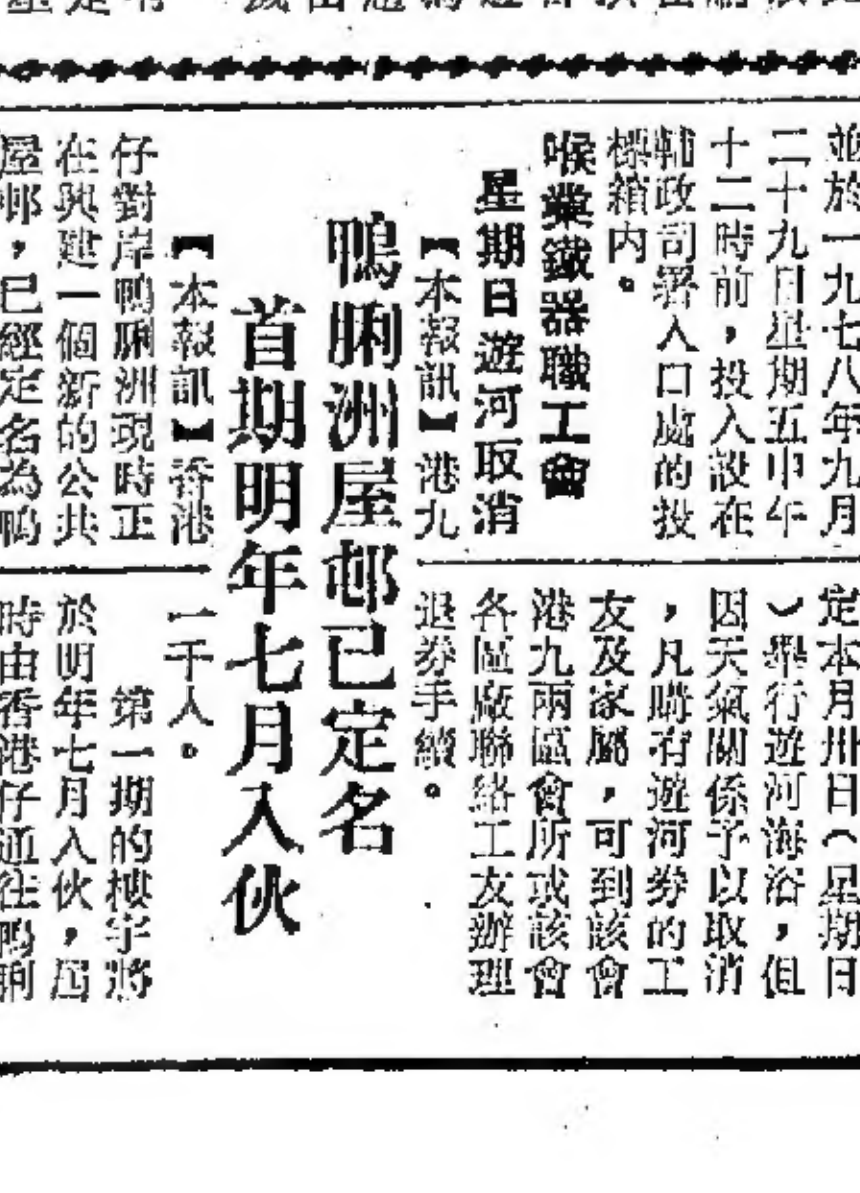 並於一九七八年九月
二十九日星期五中午
十二時前，投入設在
輔政司署入口處的投
標箱內。
喉業鐵器職工會
星期日遊河取消
【本報訊】港九
定本月卅日（星期日
）舉行遊河海浴，但
因天氣關係予以取消
，凡購有遊河券的工
友及家屬，可到該會
港九兩區會所或該會
各區廠聯絡工友辦理
退券手續。
鴨脷洲屋邨已定名
首期明年七月入伙
【本報訊】香港
仔對岸鴨脷洲現時正
在興建一個新的公共
屋邨，已經定名為鴨
一千人。
第一期的樓宇將
於明年七月入伙，屆
時由香港仔通往鴨脷